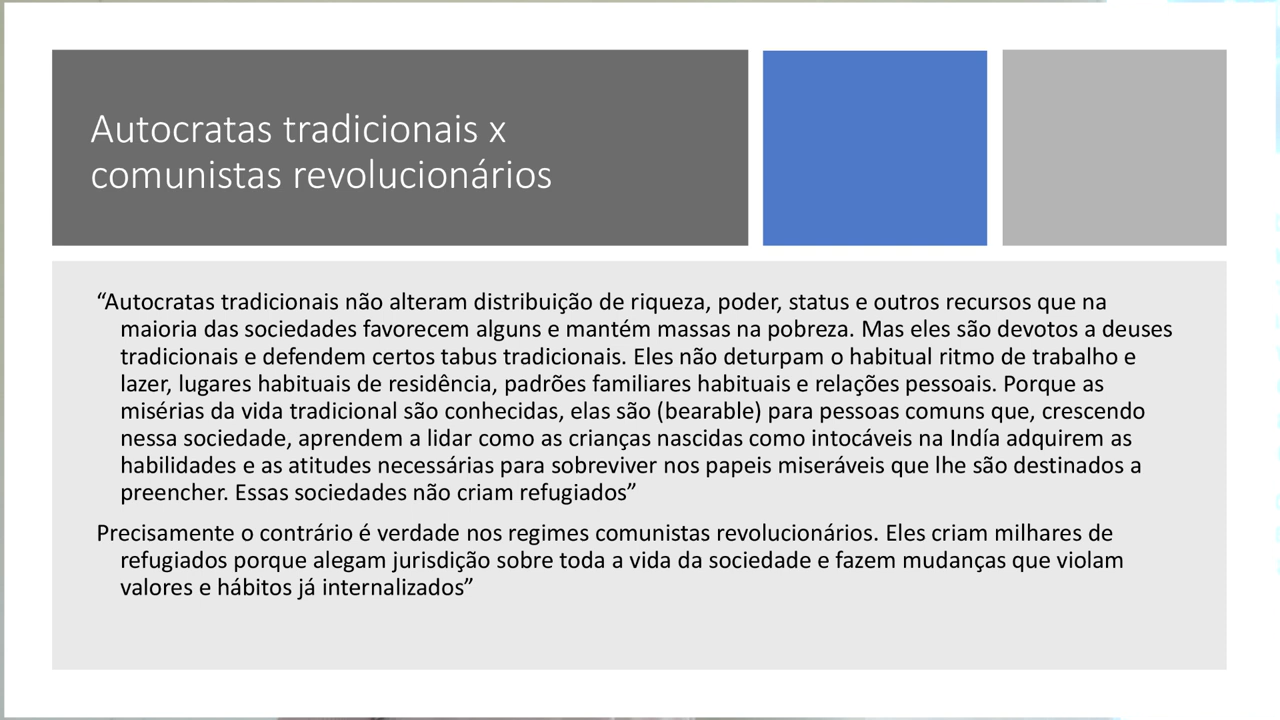 Autocratas tradicionais x
comunistas revolucionários
“Autocratas tradicionais não alteram distribuição de riqueza, poder, status e outros recursos que na
maioria das sociedades favorecem alguns e mantém massas na pobreza. Mas eles são devotos a deuses
tradicionais e defendem certos tabus tradicionais. Eles não deturpam o habitual ritmo de trabalho e
lazer, lugares habituais de residência, padrões familiares habituais e relações pessoais. Porque as
misérias da vida tradicional são conhecidas, elas são (bearable) para pessoas comuns que, crescendo
nessa sociedade, aprendem a lidar como as crianças nascidas como intocáveis na Indía adquirem as
habilidades e as atitudes necessárias para sobreviver nos papeis miseráveis que lhe são destinados a
preencher. Essas sociedades não criam refugiados”
Precisamente o contrário é verdade nos regimes comunistas revolucionários. Eles criam milhares de
refugiados porque alegam jurisdição sobre toda a vida da sociedade e fazem mudanças que violam
valores e hábitos já internalizados”